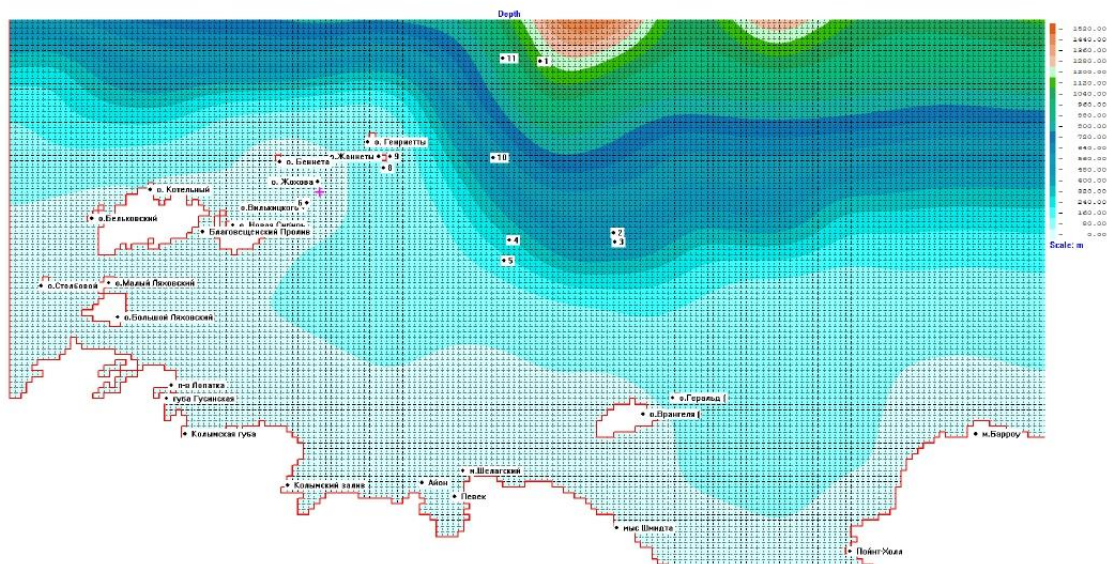 Depth
1520.00
1440.00
1360.00
1280.00
1200.00
1120.00
1040.00
960.00
880.00
800.00
720.00
640.00
560.00
480.00
400.00
320.00
240.00
160.00
80.00
0.00
Scale: m
11
1
о. Генриетты
о.Жаннеты
9
10
о. Беннета
8
о. Жохова
о. Котельный
6
о.Вилькицкого
о.Бельковский
о. Новая Сибирь
Благовещенский Пролив
2
4
3
5
о.Столбовой
о.Малый Ляховский
о.Большой Ляховский
п-о Лопатка
губа Гусинская
о.Геральд (
о.Врангеля (
Колымская губа
м.Барроу
м.Шелагский
Колымский залив
Айон
Певек
мыс Шмидта
Пойнт-Холл